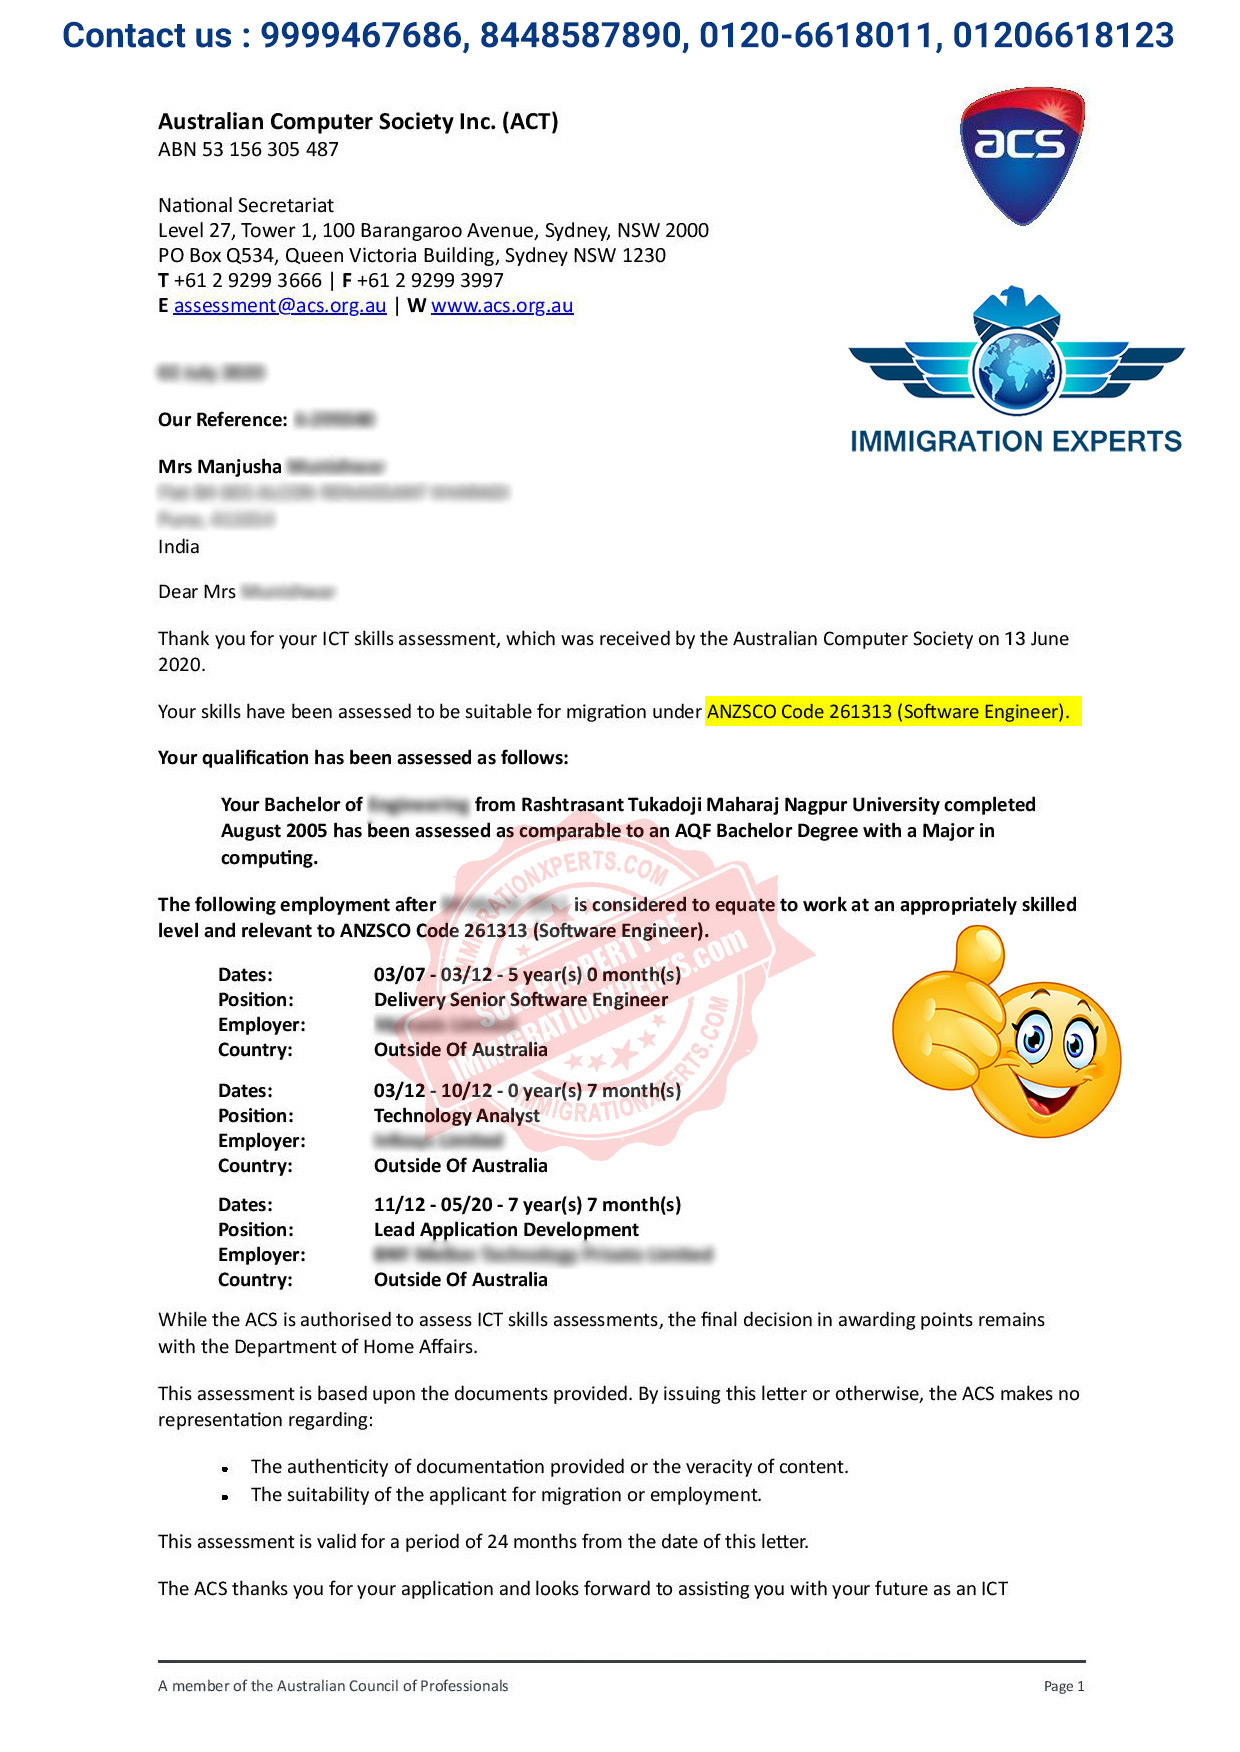 Contact us : 9999467686, 8448587890, 0120-6618011, 01206618123
Australian Computer Society Inc. (ACT)
ABN 53 156 305 487
acs
National Secretariat
Level 27, Tower 1, 100 Barangaroo Avenue, Sydney, NSW 2000
PO Box Q534, Queen Victoria Building, Sydney NSW 1230
T +61 2 9299 3666 | F +61 2 9299 3997
E assessment@acs.org.au | W www.acs.org.au
IMMIGRATION EXPERTS
Our Reference:
Mrs Manjusha
India
Dear Mrs
Thank you for your ICT skills assessment, which was received by the Australian Computer Society on 13 June
2020.
Your skills have been assessed to be suitable for migration under ANZSCO Code 261313 (Software Engineer).
Your qualification has been assessed as follows:
Your Bachelor of from Rashtrasant Tukadoji Maharaj Nagpur University completed
August 2005 has been assessed as comparable to an AQF Bachelor Degree with a Major in
computing.
The following employment after is considered to equate to work at an appropriately skilled
level and relevant to ANZSCO Code 261313 (Software Engineer).
IMMIGRATIONXPERTS.COM
SOLE PROPERTY OF
IMMIGRATIONXPERTS.com
IMMIGRATIONXPERTS.COM
Dates: 03/07 - 03/12 - 5 year(s) 0 month(s)
Position: Delivery Senior Software Engineer
Employer:
Country: Outside Of Australia
Dates: 03/12 - 10/12 - 0 year(s) 7 month(s)
Position: Technology Analyst
Employer:
Country: Outside Of Australia
Dates: 11/12 - 05/20 - 7 year(s) 7 month(s)
Position: Lead Application Development
Employer:
Country: Outside Of Australia
While the ACS is authorised to assess ICT skills assessments, the final decision in awarding points remains
with the Department of Home Affairs.
This assessment is based upon the documents provided. By issuing this letter or otherwise, the ACS makes no
representation regarding:
▪ The authenticity of documentation provided or the veracity of content.
▪ The suitability of the applicant for migration or employment.
This assessment is valid for a period of 24 months from the date of this letter.
The ACS thanks you for your application and looks forward to assisting you with your future as an ICT
A member of the Australian Council of Professionals Page 1